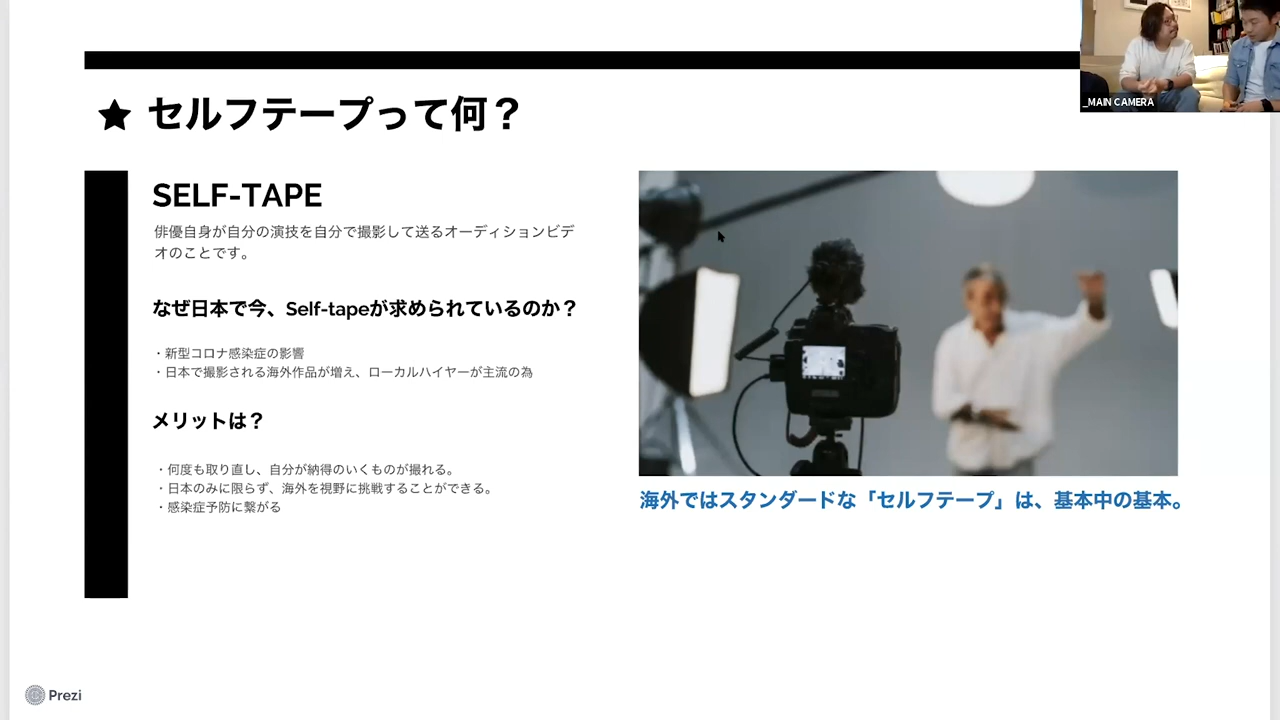 _MAIN CAMERA
★ セルフテープって何？
SELF-TAPE
俳優自身が自分の演技を自分で撮影して送るオーディションビデ
オのことです。
なぜ日本で今、Self-tapeが求められているのか？
・新型コロナ感染症の影響
・日本で撮影される海外作品が増え、ローカルハイヤーが主流の為
メリットは？
・何度も取り直し、自分が納得のいくものが撮れる。
・日本のみに限らず、海外を視野に挑戦することができる。
・感染症予防に繋がる
海外ではスタンダードな「セルフテープ」は、基本中の基本。
Prezi